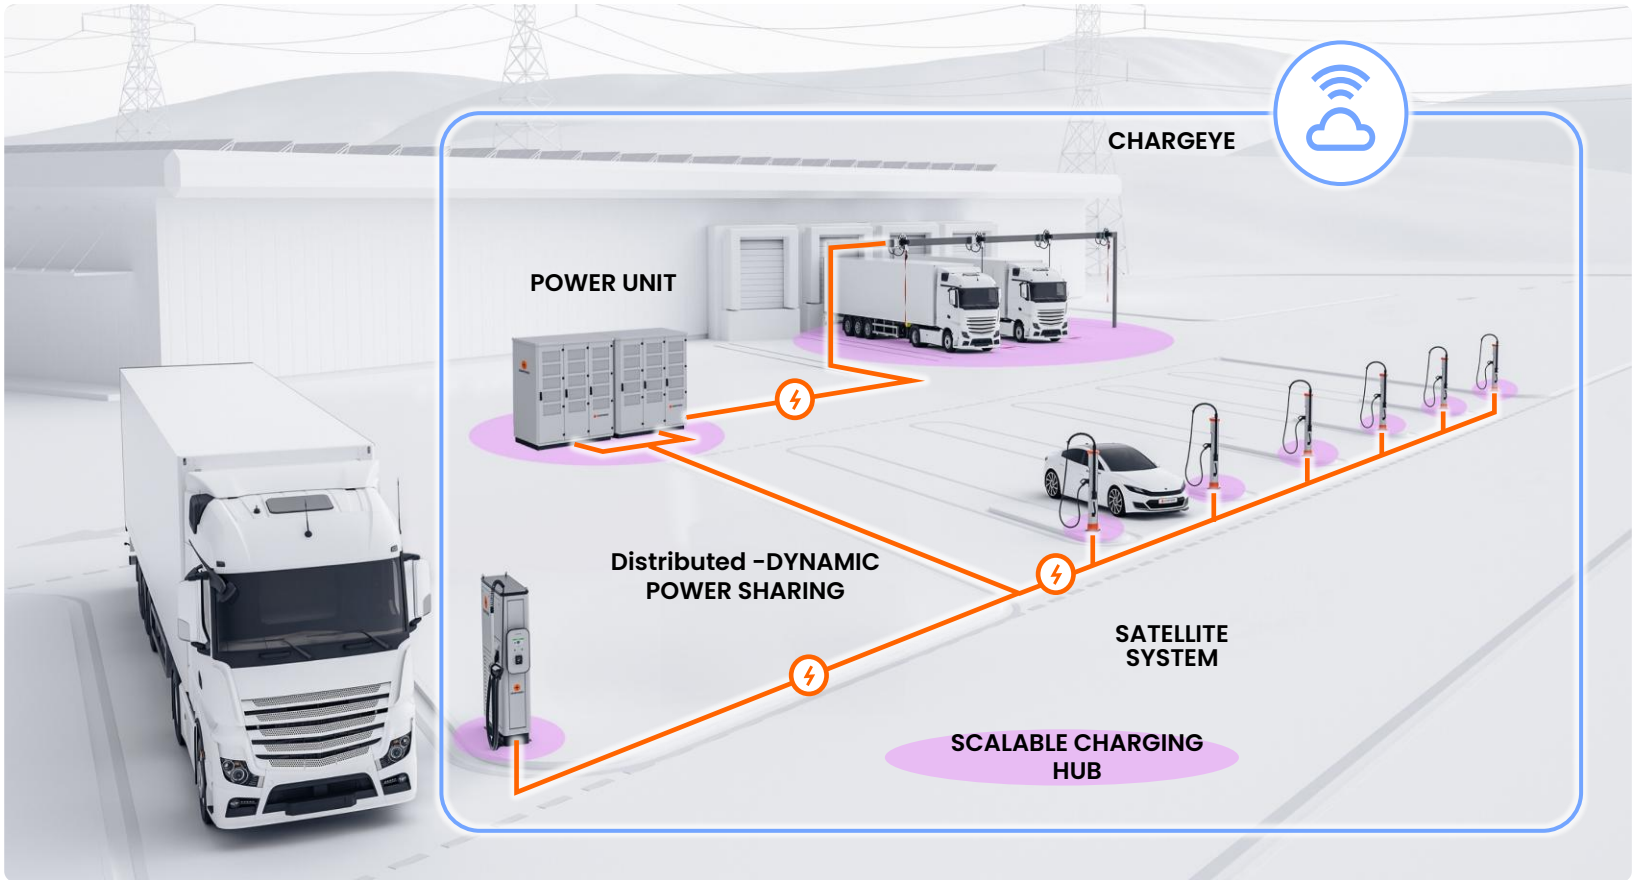 CHARGEYE
POWER UNIT
Distributed -DYNAMIC
POWER SHARING
SATELLITE
SYSTEM
SCALABLE CHARGING
HUB